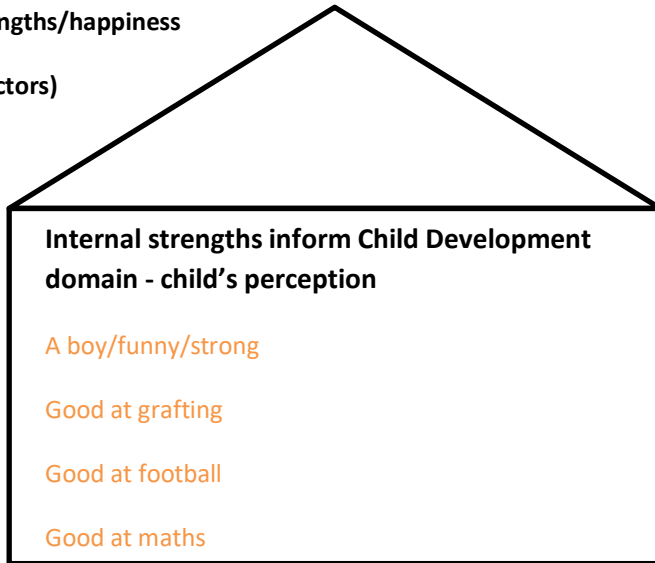 ngths/happiness
ctors)
Internal strengths inform Child Development
domain - child’s perception
A boy/funny/strong
Good at grafting
Good at football
Good at maths